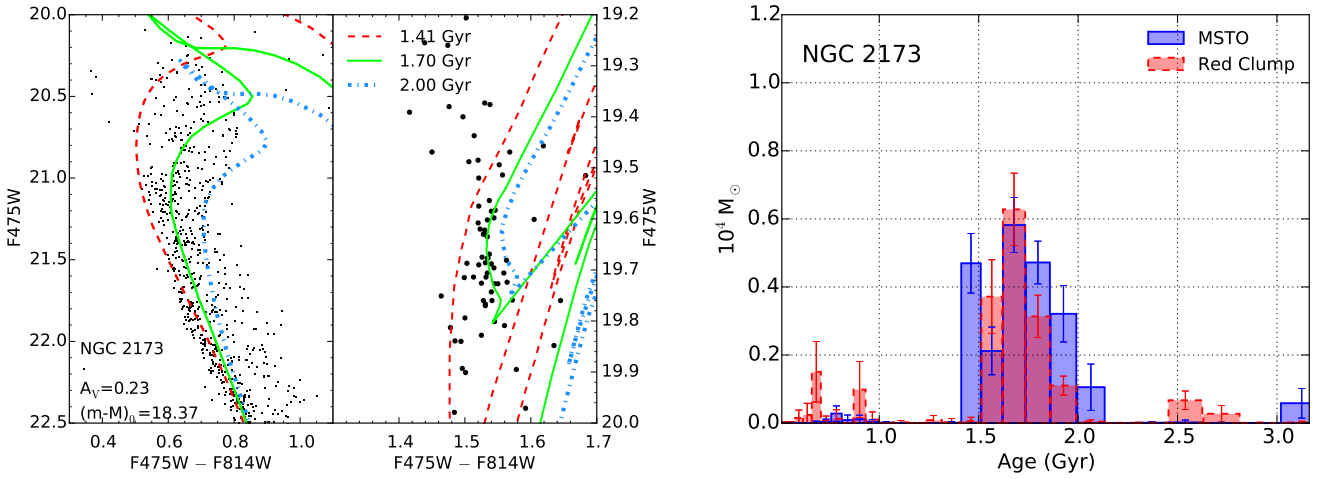 20.0
20.5
21.0
21.5
22.0
22.5
F475W
0.4
0.6
0.8
1.0
F475W − F814W
NGC 2173
A_V=0.23
(m-M)_0=18.37
1.41 Gyr
1.70 Gyr
2.00 Gyr
19.2
19.3
19.4
19.5
19.6
19.7
19.8
19.9
20.0
F475W
1.4
1.5
1.6
1.7
F475W − F814W
1.2
1.0
0.8
0.6
0.4
0.2
0.0
10^4 M_⊙
NGC 2173
MSTO
Red Clump
1.0
1.5
2.0
2.5
3.0
Age (Gyr)